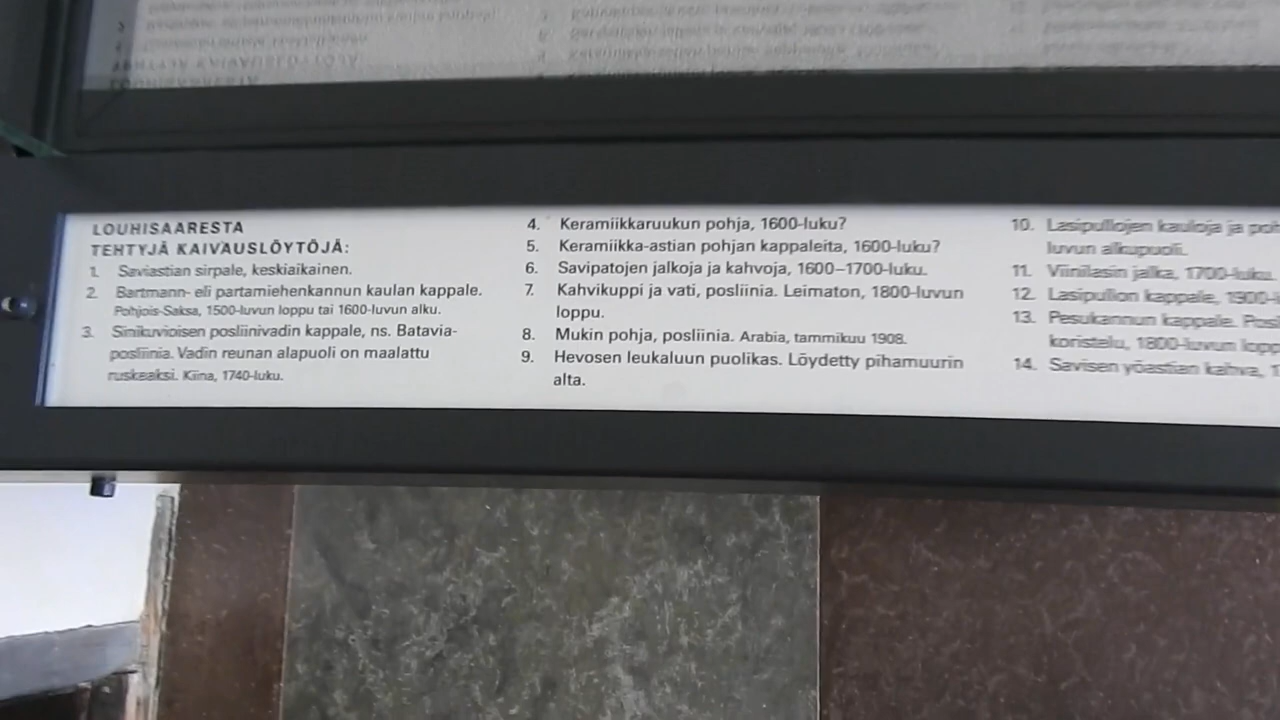 LOUHISAARESTA
TEHTYJÄ KAIVAUSLÖYTÖJÄ:
1. Saviastian sirpale, keskiaikainen.
2. Bartmann- eli partamiehenkannun kaulan kappale.
Pohjois-Saksa, 1500-luvun loppu tai 1600-luvun alku.
3. Sinikuvioisen posliinivadin kappale, ns. Batavia-
posliinia. Vadin reunan alapuoli on maalattu
ruskeaksi. Kiina, 1740-luku.
4. Keramiikkaruukun pohja, 1600-luku?
5. Keramiikka-astian pohjan kappaleita, 1600-luku?
6. Savipatojen jalkoja ja kahvoja, 1600–1700-luku.
7. Kahvikuppi ja vati, posliinia. Leimaton, 1800-luvun
loppu.
8. Mukin pohja, posliinia. Arabia, tammikuu 1908.
9. Hevosen leukaluun puolikas. Löydetty pihamuurin
alta.
10. Lasipullojen kauloja ja
luvun alkupuoli.
11. Viinilasin jalka, 1700-luku.
12. Lasipullon kappale,
13. Pesukannun kappale.
koristelu, 1800-luvun
14. Savisen yöastian kahva,